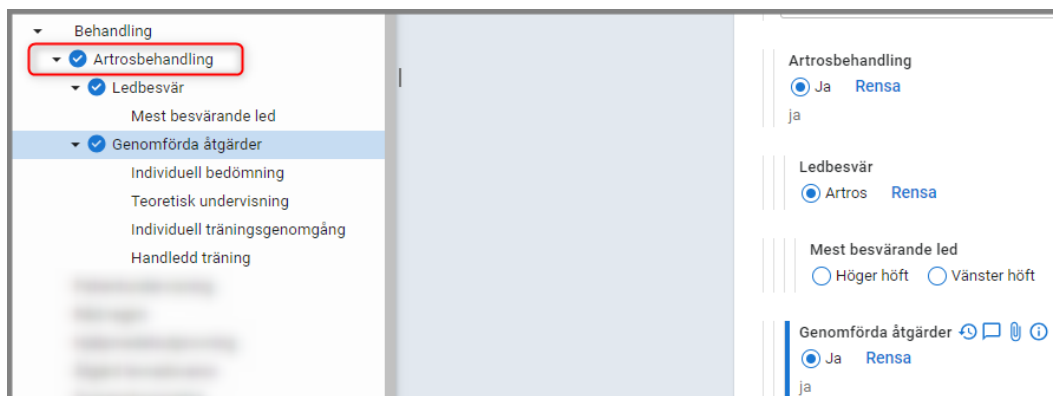 Behandling
Artrosbehandling
Ledbesvär
Mest besvärande led
Genomförda åtgärder
Individuell bedömning
Teoretisk undervisning
Individuell träningsgenomgång
Handledd träning
Artrosbehandling
Ja Rensa
ja
Ledbesvär
Artros Rensa
Mest besvärande led
Höger höft Vänster höft
Genomförda åtgärder
Ja Rensa
ja